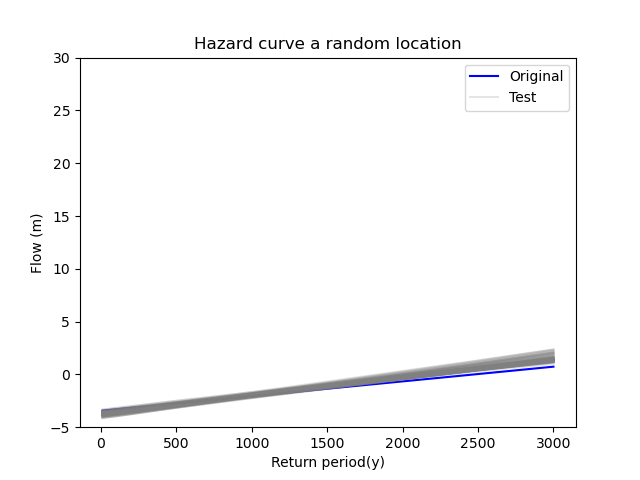 Hazard curve a random location
Original
Test
30
25
20
15
10
5
0
−5
Flow (m)
0 500 1000 1500 2000 2500 3000
Return period(y)